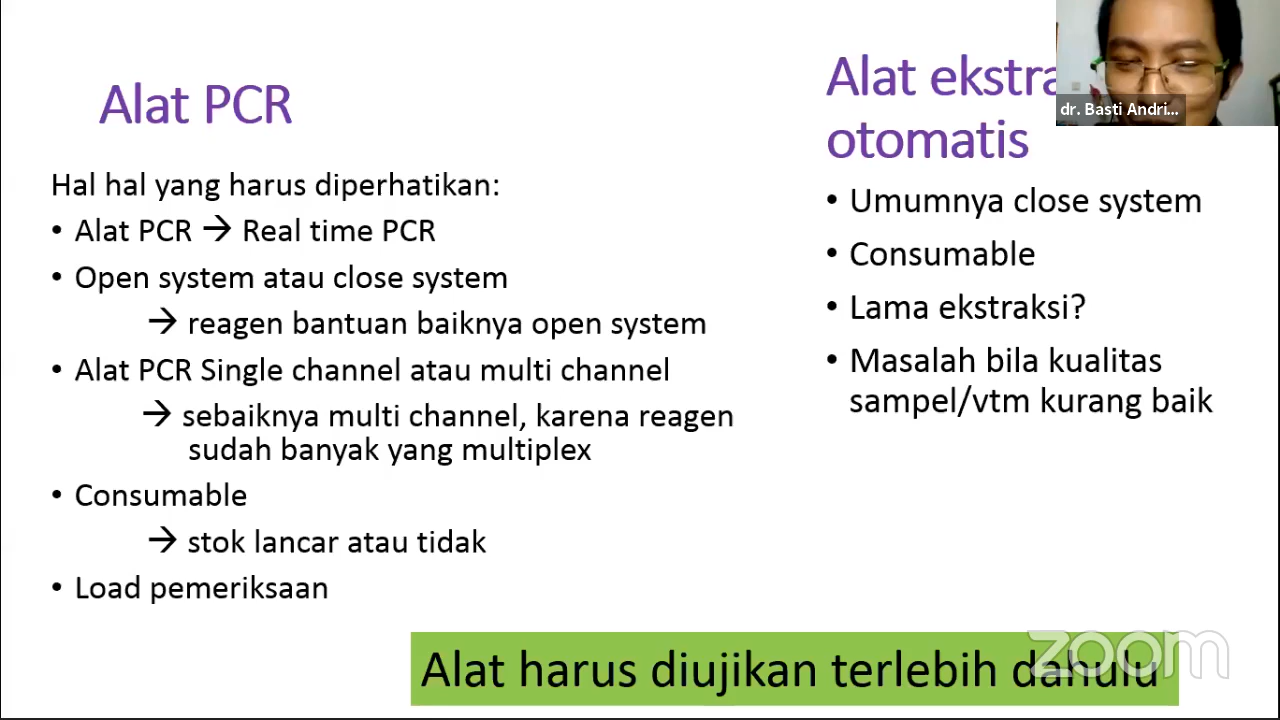 Alat PCR
Hal hal yang harus diperhatikan:
• Alat PCR → Real time PCR
• Open system atau close system
→ reagen bantuan baiknya open system
• Alat PCR Single channel atau multi channel
→ sebaiknya multi channel, karena reagen
sudah banyak yang multiplex
• Consumable
→ stok lancar atau tidak
• Load pemeriksaan
Alat ekstra
otomatis
• Umumnya close system
• Consumable
• Lama ekstraksi?
• Masalah bila kualitas
sampel/vtm kurang baik
Alat harus diujikan terlebih dahulu
dr. Basti Andri...
zoom